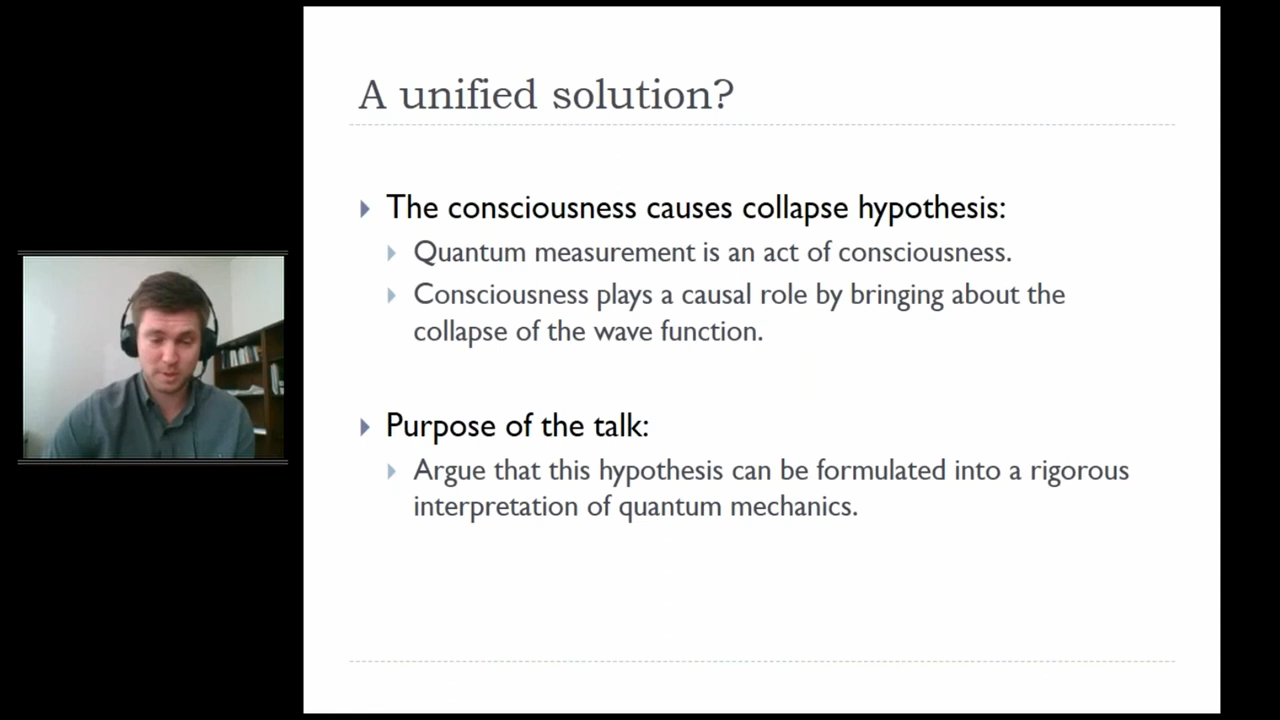 A unified solution?
The consciousness causes collapse hypothesis:
Quantum measurement is an act of consciousness.
Consciousness plays a causal role by bringing about the
collapse of the wave function.
Purpose of the talk:
Argue that this hypothesis can be formulated into a rigorous
interpretation of quantum mechanics.